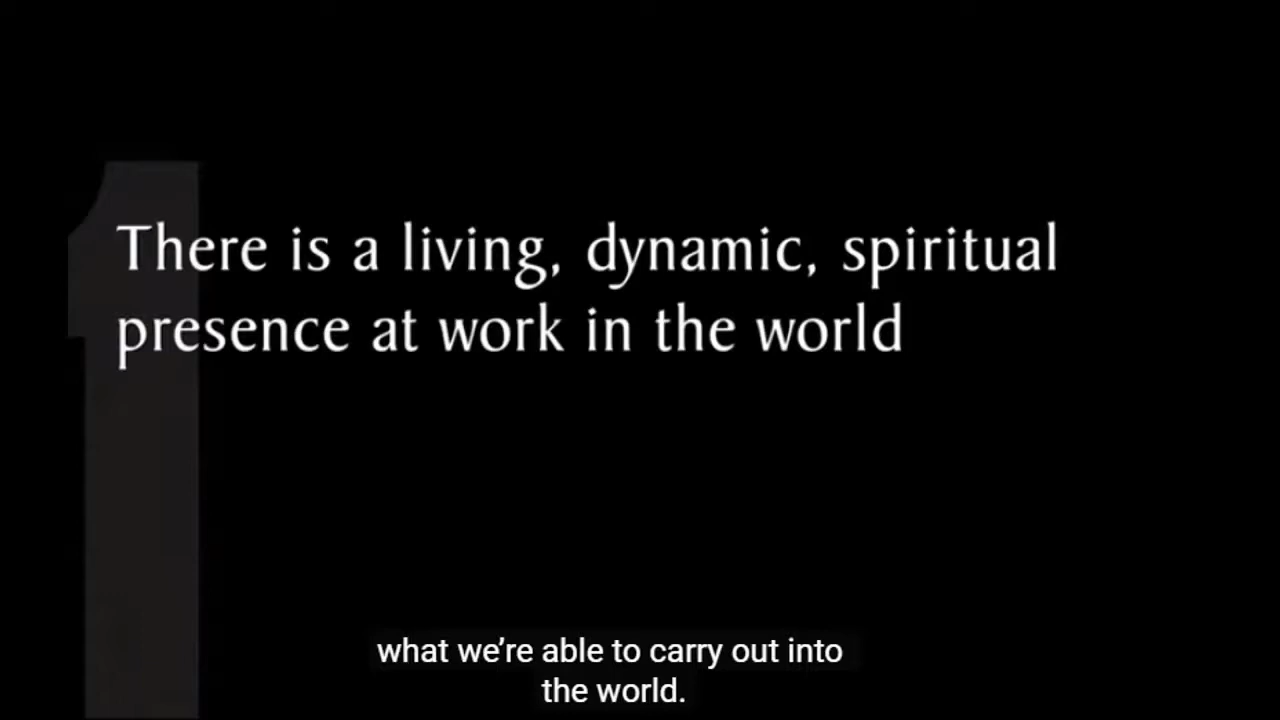 1
There is a living, dynamic, spiritual
presence at work in the world
what we’re able to carry out into
the world.